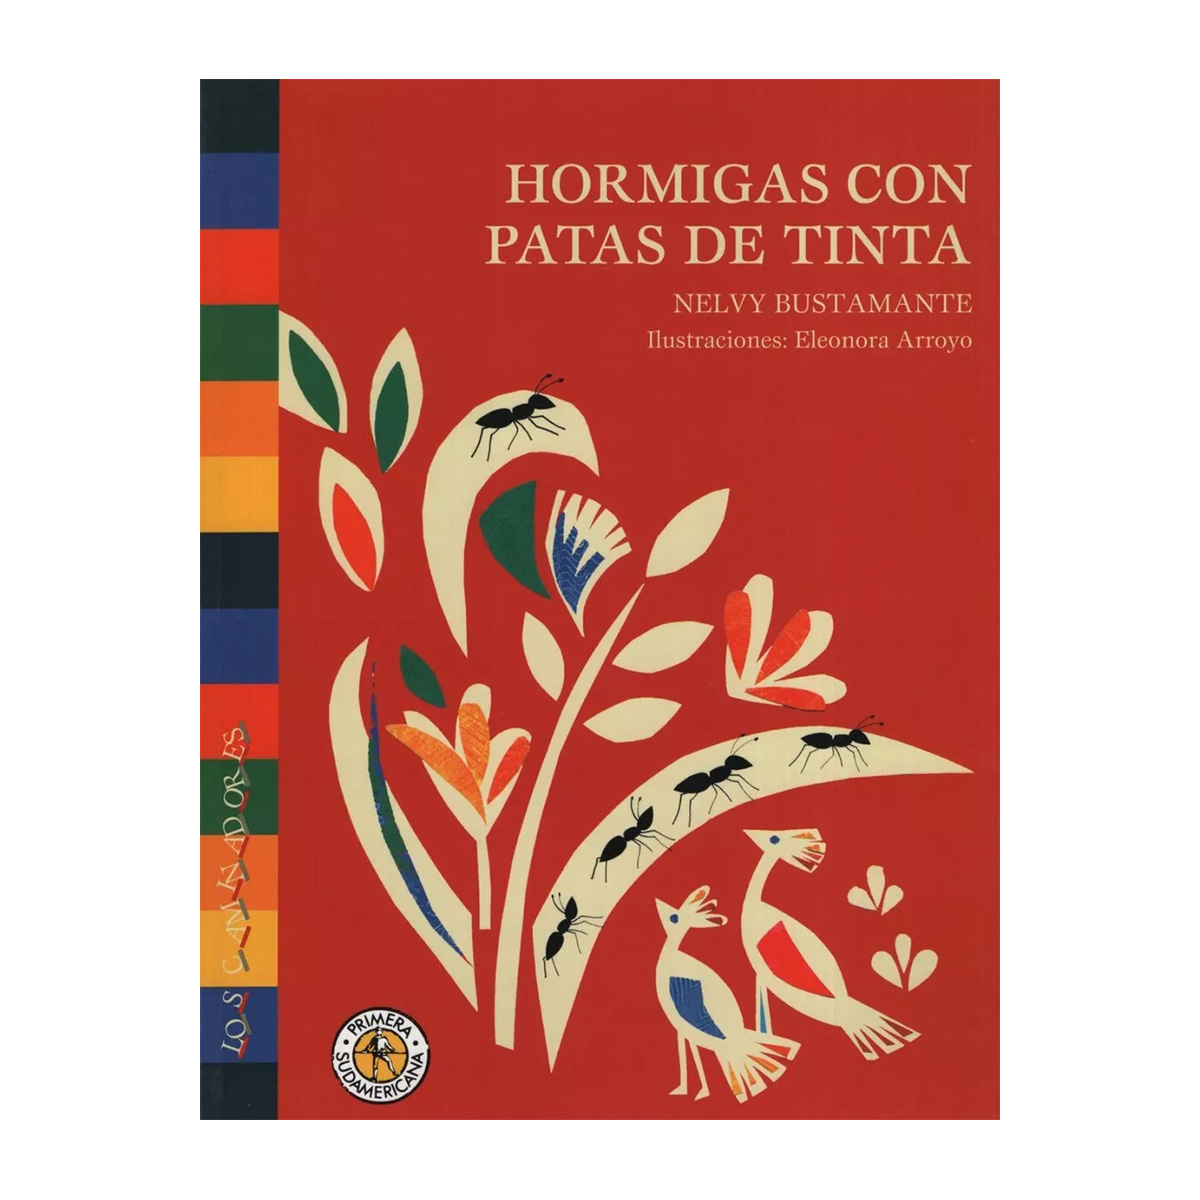 HORMIGAS CON
PATAS DE TINTA
NELVY BUSTAMANTE
Ilustraciones: Eleonora Arroyo
LOS CAMINADORES
PRIMERA
SUDAMERICANA